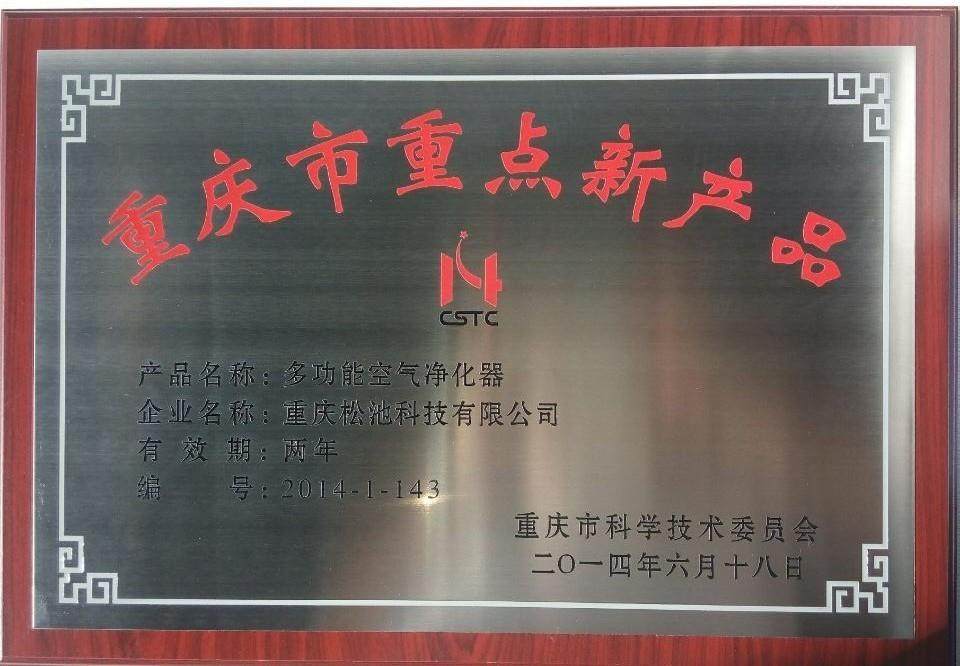 重庆市重点新产品
CSTC
产品名称：多功能空气净化器
企业名称：重庆松池科技有限公司
有效期：两年
编号：2014-1-143
重庆市科学技术委员会
二〇一四年六月十八日